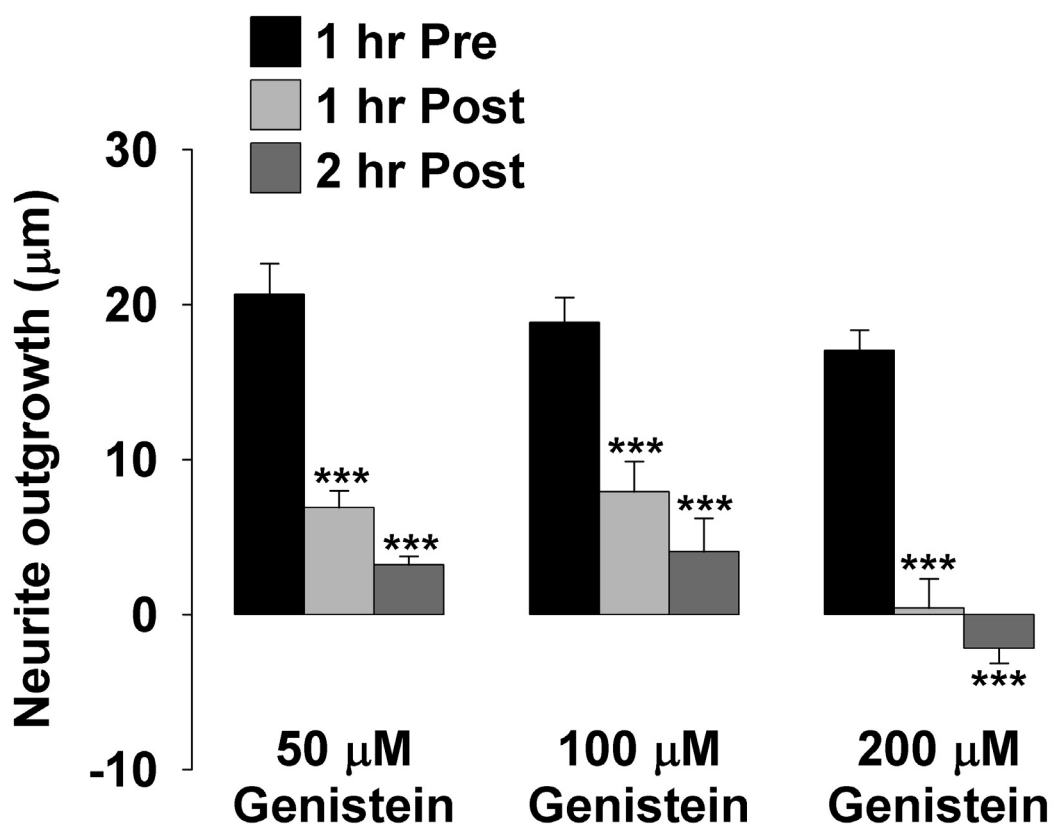 1 hr Pre
1 hr Post
2 hr Post
Neurite outgrowth (μm)
30
20
10
0
-10
***
***
***
***
***
***
50 μM
Genistein
100 μM
Genistein
200 μM
Genistein